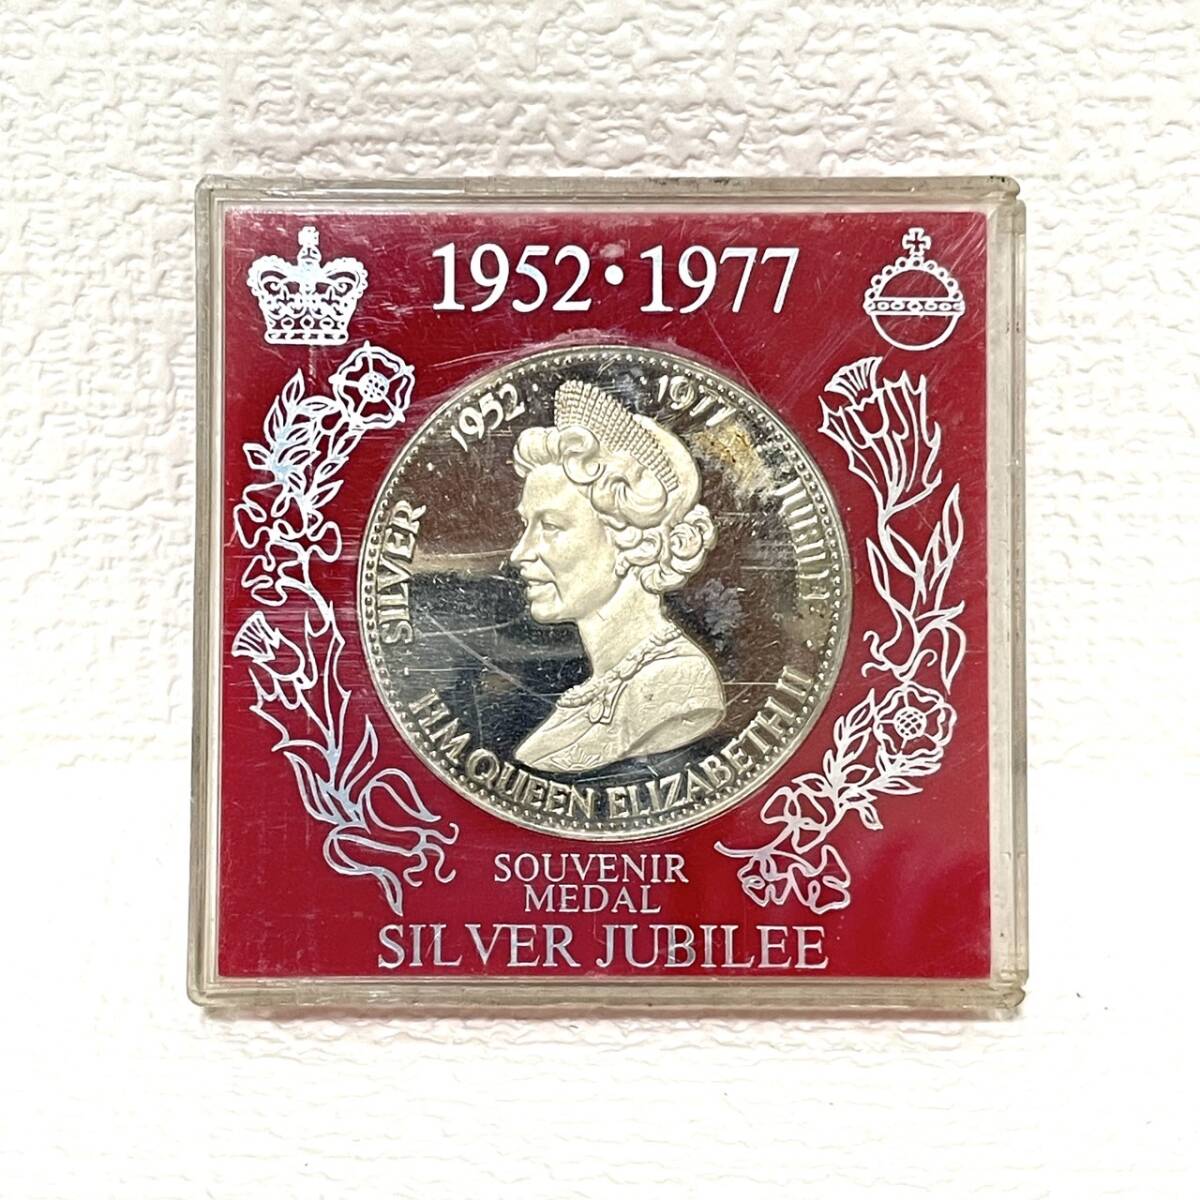 1952 • 1977
1952 · 1977
· SILVER JUBILEE ·
H.M. QUEEN ELIZABETH II
SOUVENIR
MEDAL
SILVER JUBILEE